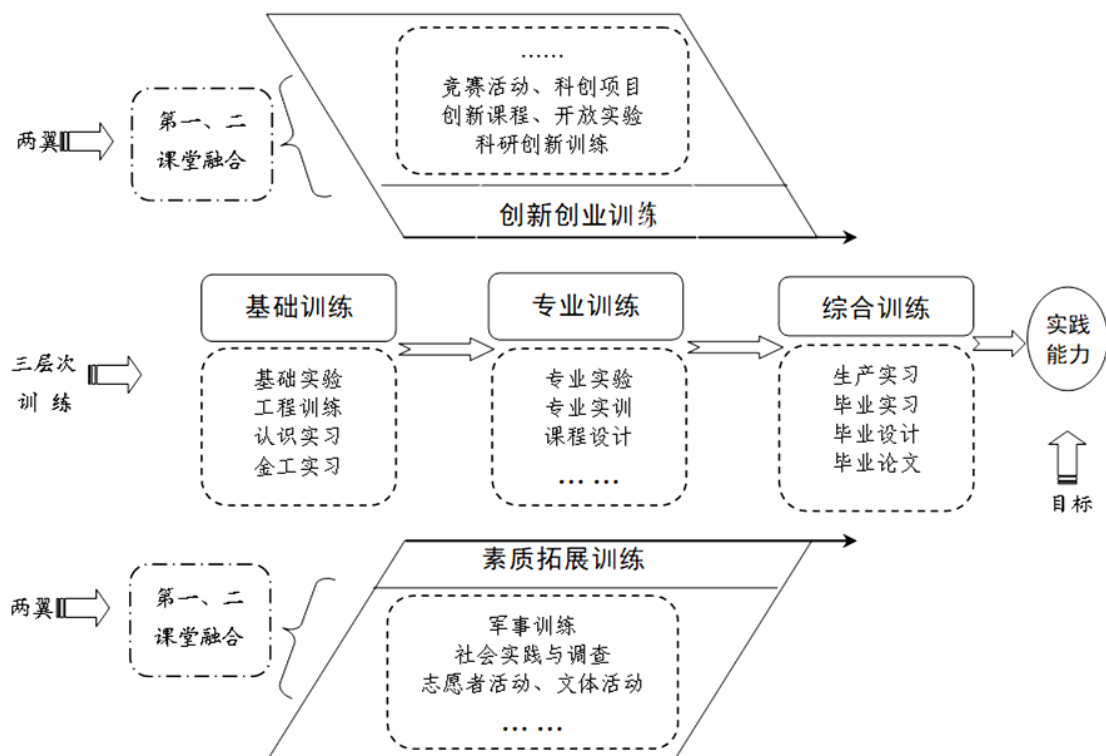 ……
竞赛活动、科创项目
创新课程、开放实验
科研创新训练
两翼
第一、二
课堂融合
创新创业训练
基础训练
专业训练
综合训练
实践
能力
三层次
训 练
基础实验
工程训练
认识实习
金工实习
专业实验
专业实训
课程设计
… …
生产实习
毕业实习
毕业设计
毕业论文
目标
素质拓展训练
两翼
第一、二
课堂融合
军事训练
社会实践与调查
志愿者活动、文体活动
… …